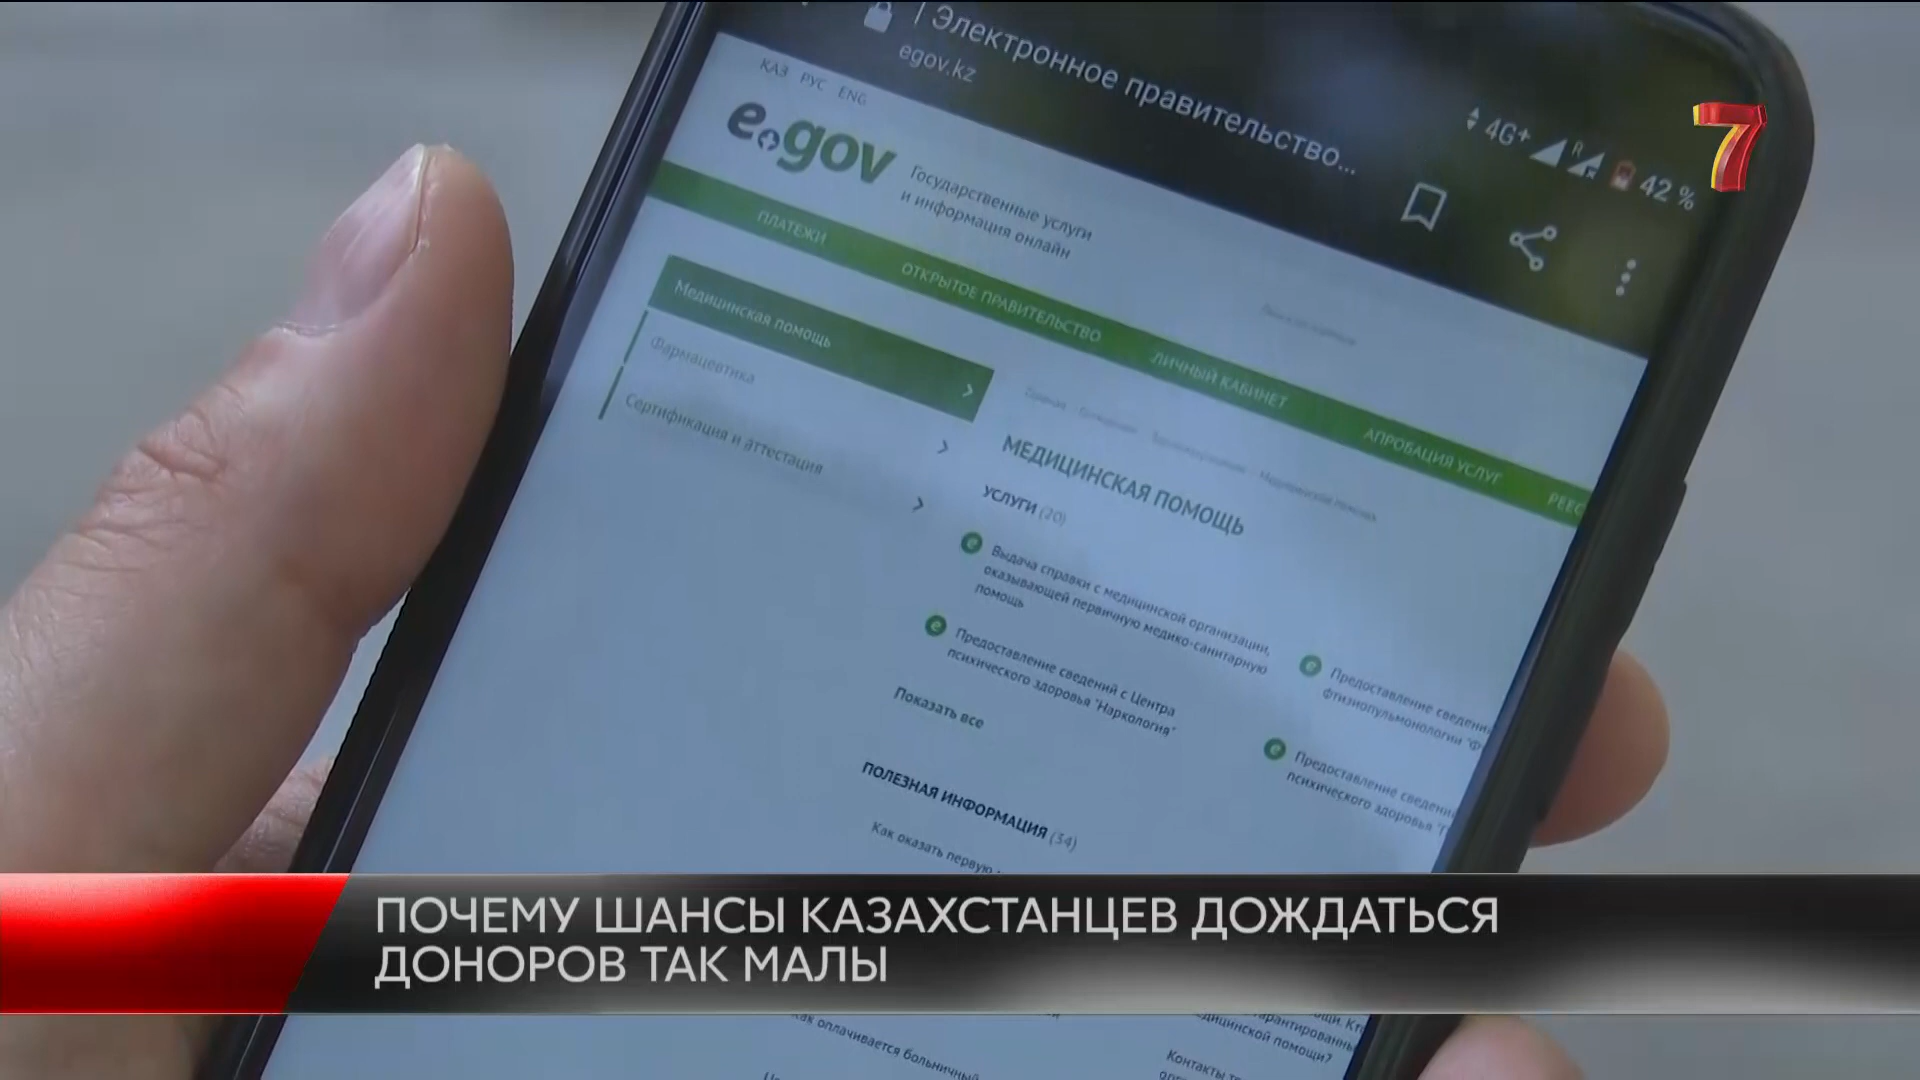 | Электронное правительство...
egov.kz
4G+
R
42 %
7
ҚАЗ РУС ENG
e.gov
Государственные услуги
и информация онлайн
ПЛАТЕЖИ
ОТКРЫТОЕ ПРАВИТЕЛЬСТВО
ЛИЧНЫЙ КАБИНЕТ
АПРОБАЦИЯ УСЛУГ
РЕЕС
Медицинская помощь
Фармацевтика
Сертификация и аттестация
МЕДИЦИНСКАЯ ПОМОЩЬ
УСЛУГИ (20)
Выдача справки с медицинской организации,
оказывающей первичную медико-санитарную
помощь
Предоставление сведений с Центра
психического здоровья "Наркология"
Предоставление сведени
фтизиопульмонологии "Ф
Предоставление сведени
психического здоровья "П
Показать все
ПОЛЕЗНАЯ ИНФОРМАЦИЯ (34)
Как оказать первую
ПОЧЕМУ ШАНСЫ КАЗАХСТАНЦЕВ ДОЖДАТЬСЯ
ДОНОРОВ ТАК МАЛЫ
Как оплачивается больничный
гарантированны
медицинской помощи?
Контакты